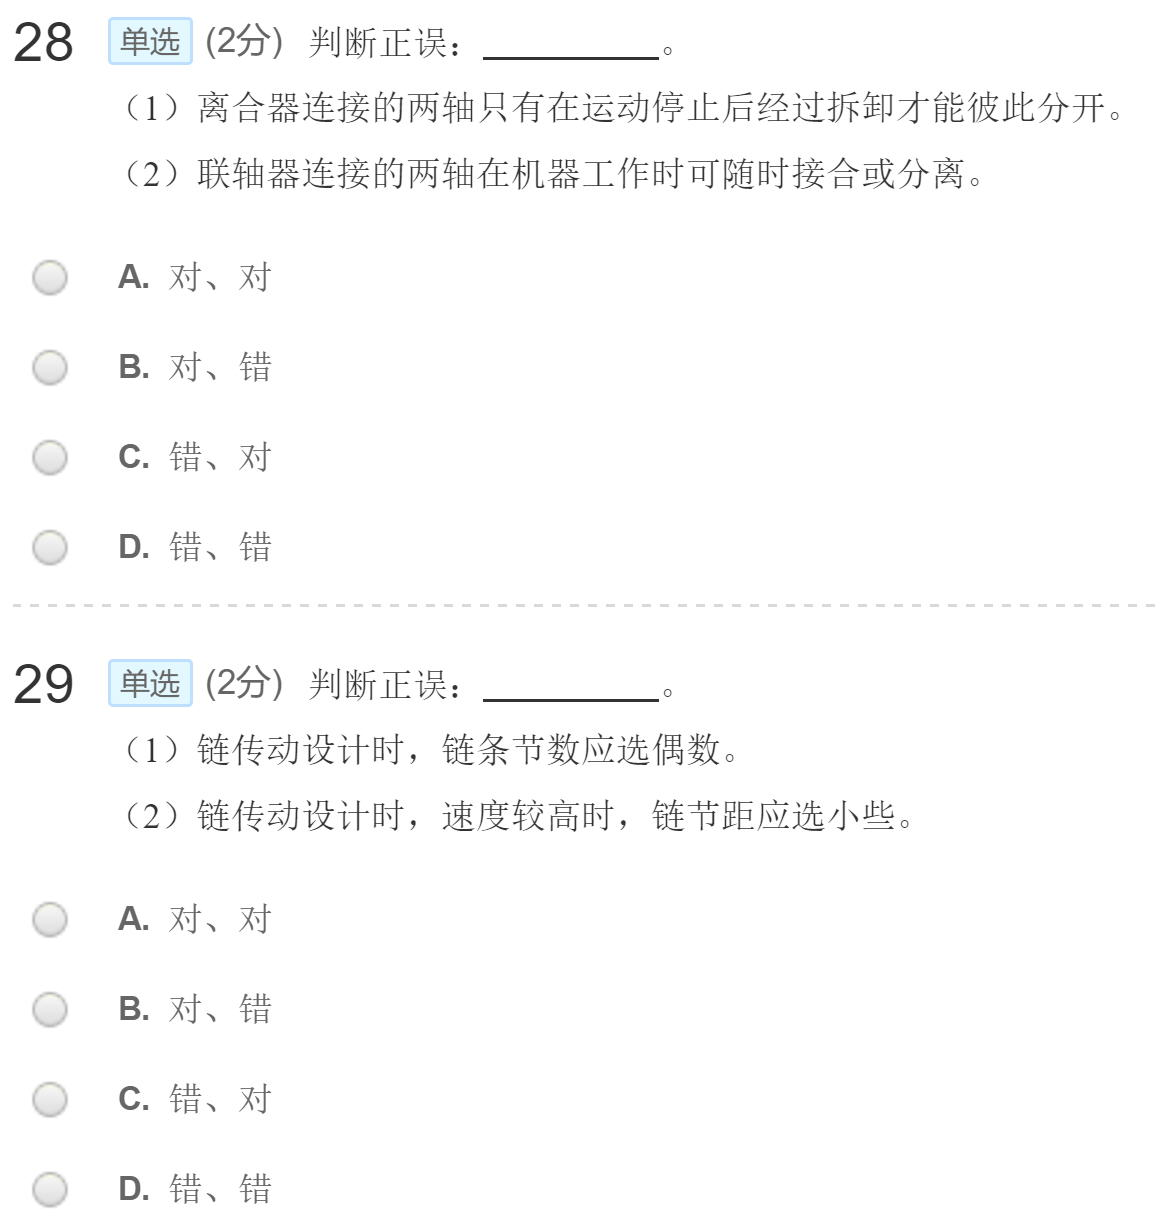 28 单选 (2分) 判断正误：__________。
（1）离合器连接的两轴只有在运动停止后经过拆卸才能彼此分开。
（2）联轴器连接的两轴在机器工作时可随时接合或分离。
A. 对、对
B. 对、错
C. 错、对
D. 错、错
29 单选 (2分) 判断正误：__________。
（1）链传动设计时，链条节数应选偶数。
（2）链传动设计时，速度较高时，链节距应选小些。
A. 对、对
B. 对、错
C. 错、对
D. 错、错